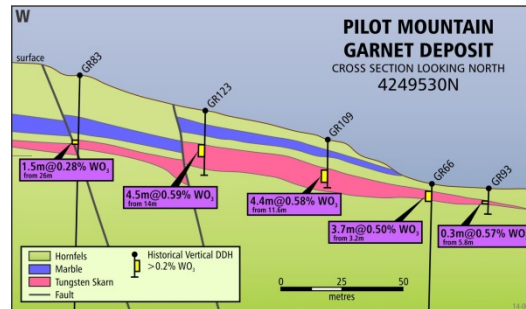 W
PILOT MOUNTAIN
GARNET DEPOSIT
CROSS SECTION LOOKING NORTH
4249530N
surface
GR83
GR123
GR109
GR66
GR93
1.5m@0.28% WO₃
from 26m
4.5m@0.59% WO₃
from 14m
4.4m@0.58% WO₃
from 11.6m
3.7m@0.50% WO₃
from 3.2m
0.3m@0.57% WO₃
from 5.8m
Hornfels
Marble
Tungsten Skarn
Fault
Historical Vertical DDH
>0.2% WO₃
0 25 50
metres